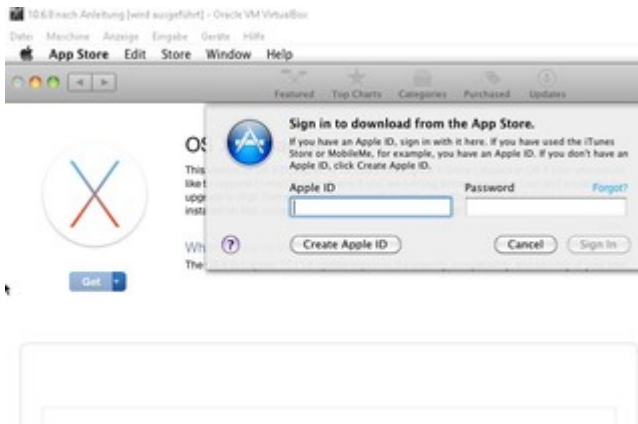 10.6.8 nach Anleitung [wird ausgeführt] - Oracle VM VirtualBox
Datei Maschine Anzeige Eingabe Geräte Hilfe
App Store Edit Store Window Help
Featured Top Charts Categories Purchased Updates
Sign in to download from the App Store.
If you have an Apple ID, sign in with it here. If you have used the iTunes
Store or MobileMe, for example, you have an Apple ID. If you don't have an
Apple ID, click Create Apple ID.
Apple ID Password Forgot?
? Create Apple ID Cancel Sign In
OS
This
like
upgr
insta
Wh
The
Get